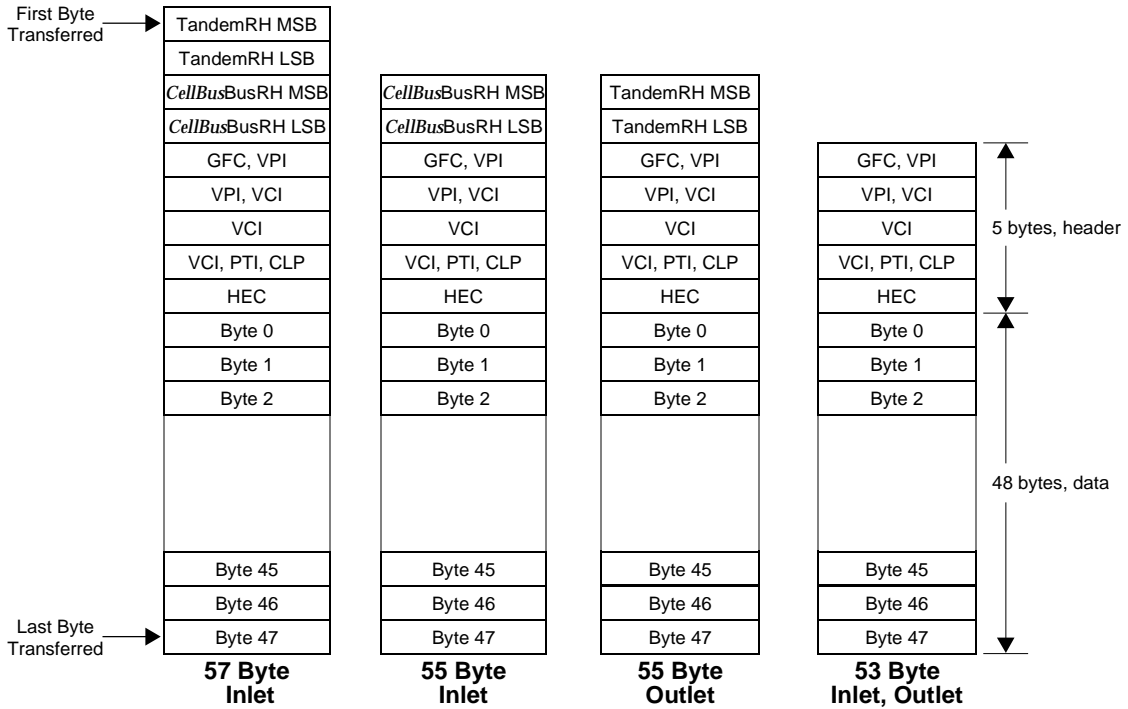 First Byte
Transferred
TandemRH MSB
TandemRH LSB
CellBusBusRH MSB
CellBusBusRH LSB
GFC, VPI
VPI, VCI
VCI
VCI, PTI, CLP
HEC
Byte 0
Byte 1
Byte 2
Byte 45
Byte 46
Byte 47
Last Byte
Transferred
57 Byte
Inlet
CellBusBusRH MSB
CellBusBusRH LSB
GFC, VPI
VPI, VCI
VCI
VCI, PTI, CLP
HEC
Byte 0
Byte 1
Byte 2
Byte 45
Byte 46
Byte 47
55 Byte
Inlet
TandemRH MSB
TandemRH LSB
GFC, VPI
VPI, VCI
VCI
VCI, PTI, CLP
HEC
Byte 0
Byte 1
Byte 2
Byte 45
Byte 46
Byte 47
55 Byte
Outlet
GFC, VPI
VPI, VCI
VCI
VCI, PTI, CLP
HEC
Byte 0
Byte 1
Byte 2
Byte 45
Byte 46
Byte 47
53 Byte
Inlet, Outlet
5 bytes, header
48 bytes, data